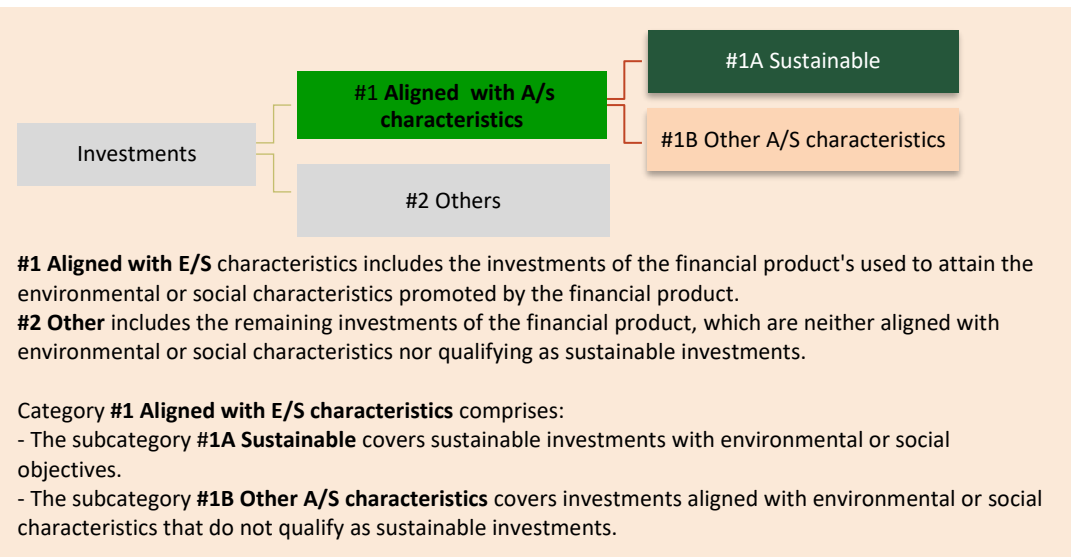 #1A Sustainable
#1 Aligned with A/s
characteristics
#1B Other A/S characteristics
Investments
#2 Others
#1 Aligned with E/S characteristics includes the investments of the financial product's used to attain the
environmental or social characteristics promoted by the financial product.
#2 Other includes the remaining investments of the financial product, which are neither aligned with
environmental or social characteristics nor qualifying as sustainable investments.
Category #1 Aligned with E/S characteristics comprises:
- The subcategory #1A Sustainable covers sustainable investments with environmental or social
objectives.
- The subcategory #1B Other A/S characteristics covers investments aligned with environmental or social
characteristics that do not qualify as sustainable investments.